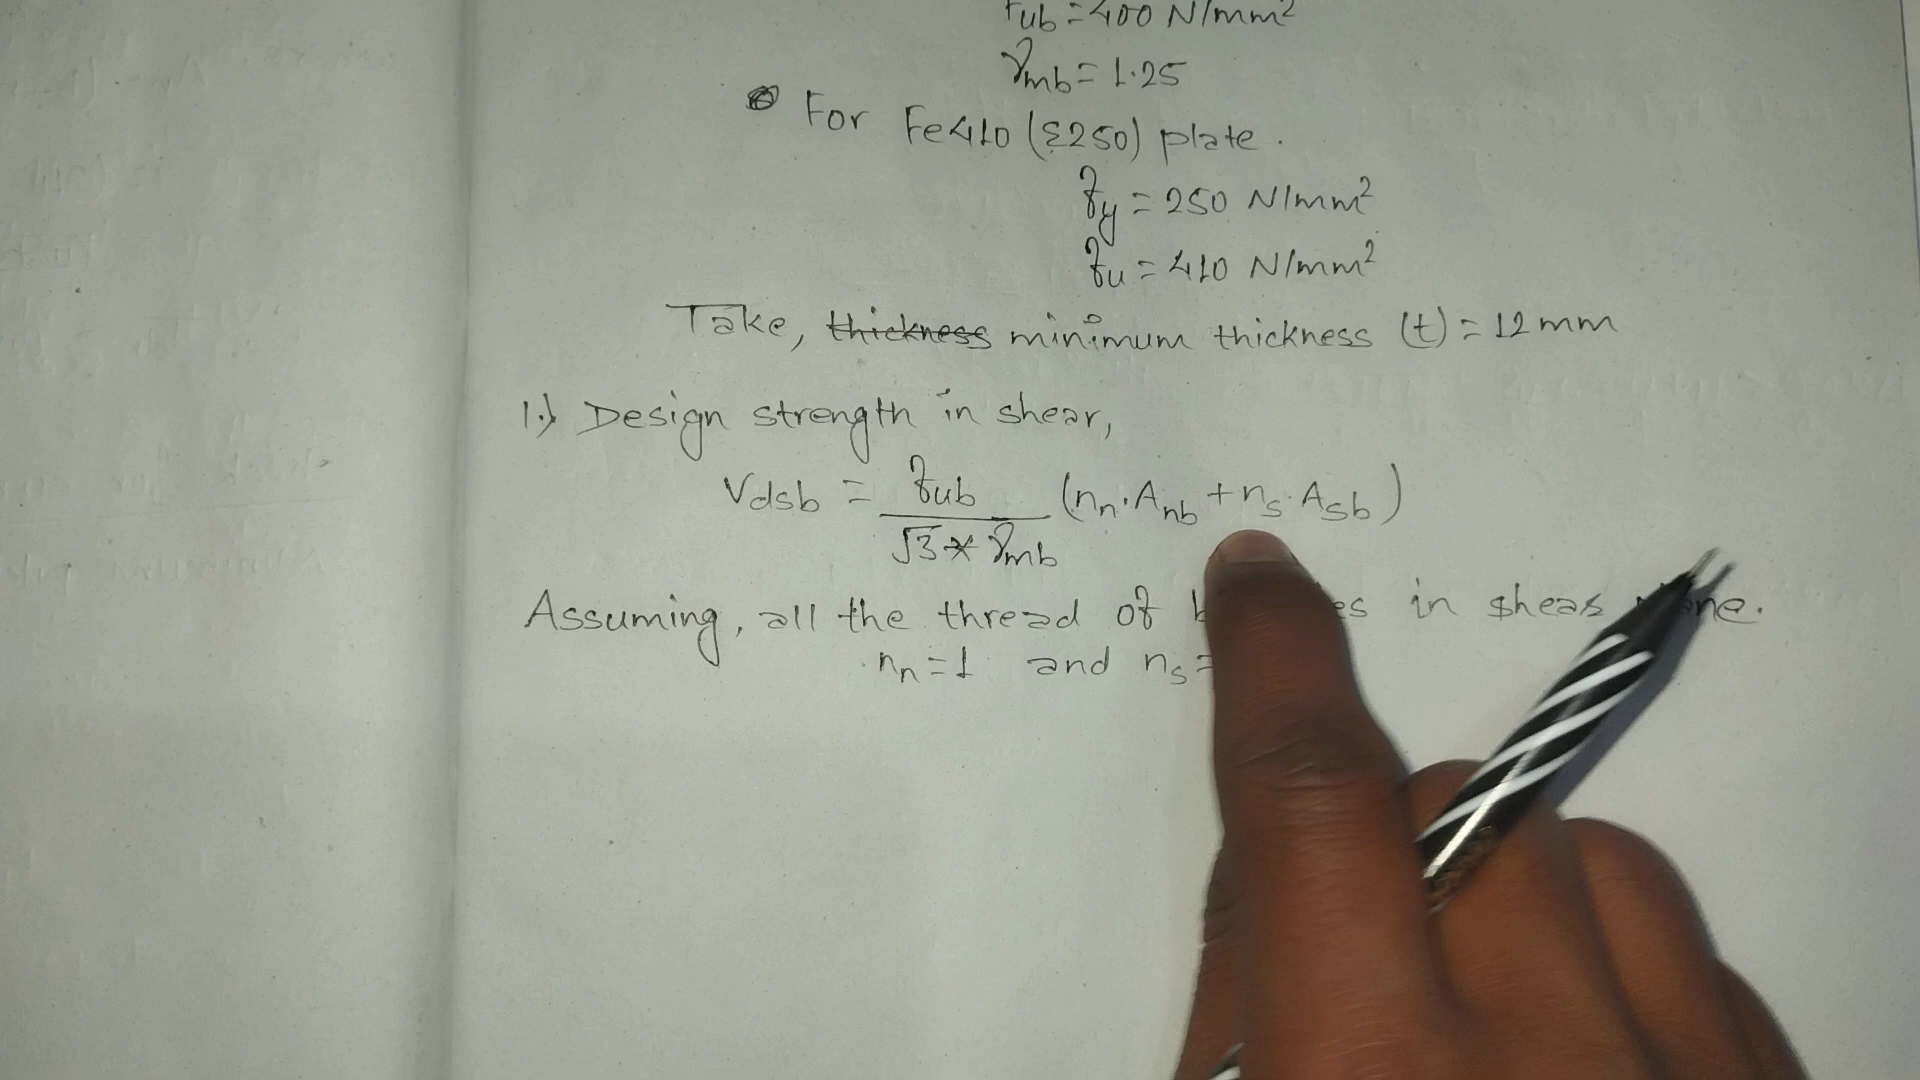 fub = 400 N/mm²
γmb = 1.25
For Fe410 (E250) plate.
fy = 250 N/mm²
fu = 410 N/mm²
Take, thickness minimum thickness (t) = 12 mm
1.) Design strength in shear,
Vdsb = fub / √3 * γmb (nn . Anb + ns . Asb)
Assuming, all the thread of in shear
nn = 1 and ns =